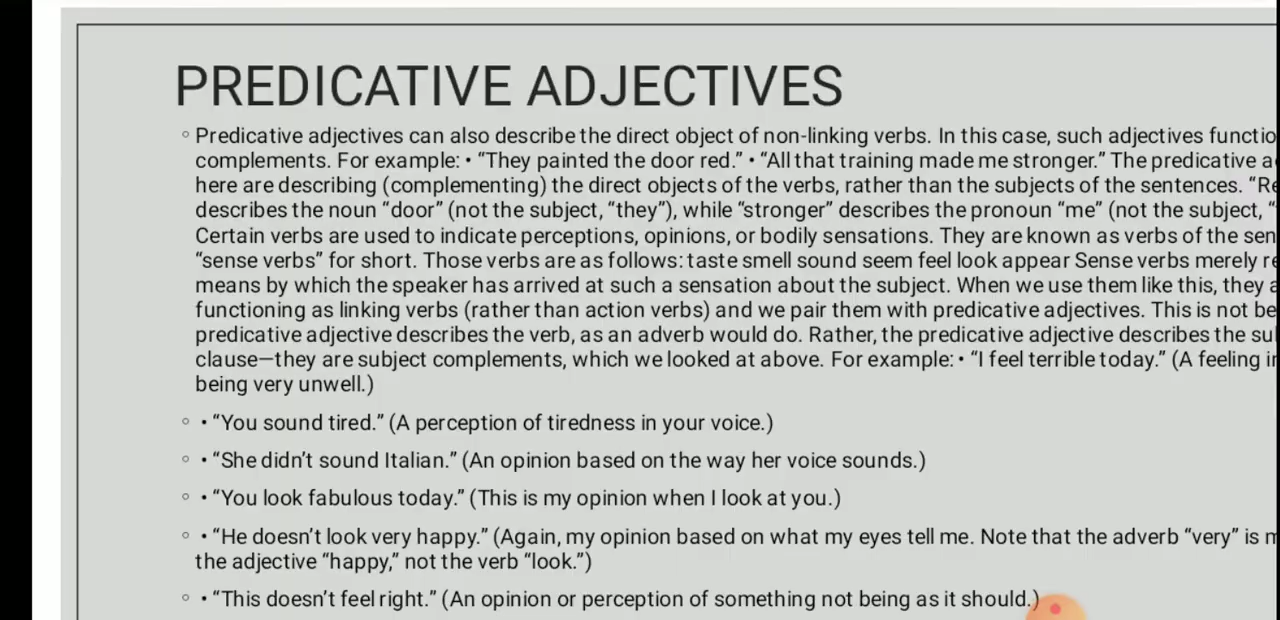 PREDICATIVE ADJECTIVES
◦ Predicative adjectives can also describe the direct object of non-linking verbs. In this case, such adjectives functio
complements. For example: • “They painted the door red.” • “All that training made me stronger.” The predicative a
here are describing (complementing) the direct objects of the verbs, rather than the subjects of the sentences. “Re
describes the noun “door” (not the subject, “they”), while “stronger” describes the pronoun “me” (not the subject, “
Certain verbs are used to indicate perceptions, opinions, or bodily sensations. They are known as verbs of the sen
“sense verbs” for short. Those verbs are as follows: taste smell sound seem feel look appear Sense verbs merely re
means by which the speaker has arrived at such a sensation about the subject. When we use them like this, they a
functioning as linking verbs (rather than action verbs) and we pair them with predicative adjectives. This is not be
predicative adjective describes the verb, as an adverb would do. Rather, the predicative adjective describes the su
clause—they are subject complements, which we looked at above. For example: • “I feel terrible today.” (A feeling i
being very unwell.)
◦ • “You sound tired.” (A perception of tiredness in your voice.)
◦ • “She didn’t sound Italian.” (An opinion based on the way her voice sounds.)
◦ • “You look fabulous today.” (This is my opinion when I look at you.)
◦ • “He doesn’t look very happy.” (Again, my opinion based on what my eyes tell me. Note that the adverb “very” is
the adjective “happy,” not the verb “look.”)
◦ • “This doesn’t feel right.” (An opinion or perception of something not being as it should.)